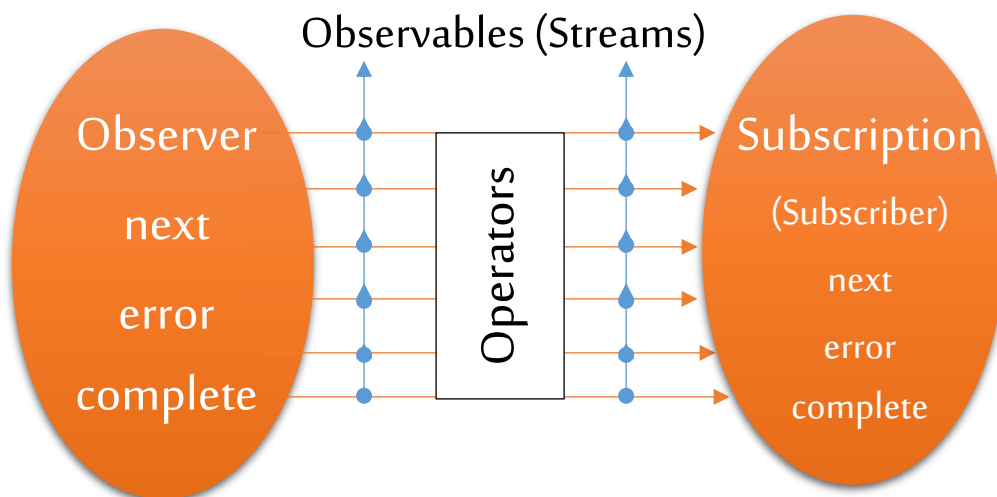 Observables (Streams)
Observer
next
error
complete
Operators
Subscription
(Subscriber)
next
error
complete